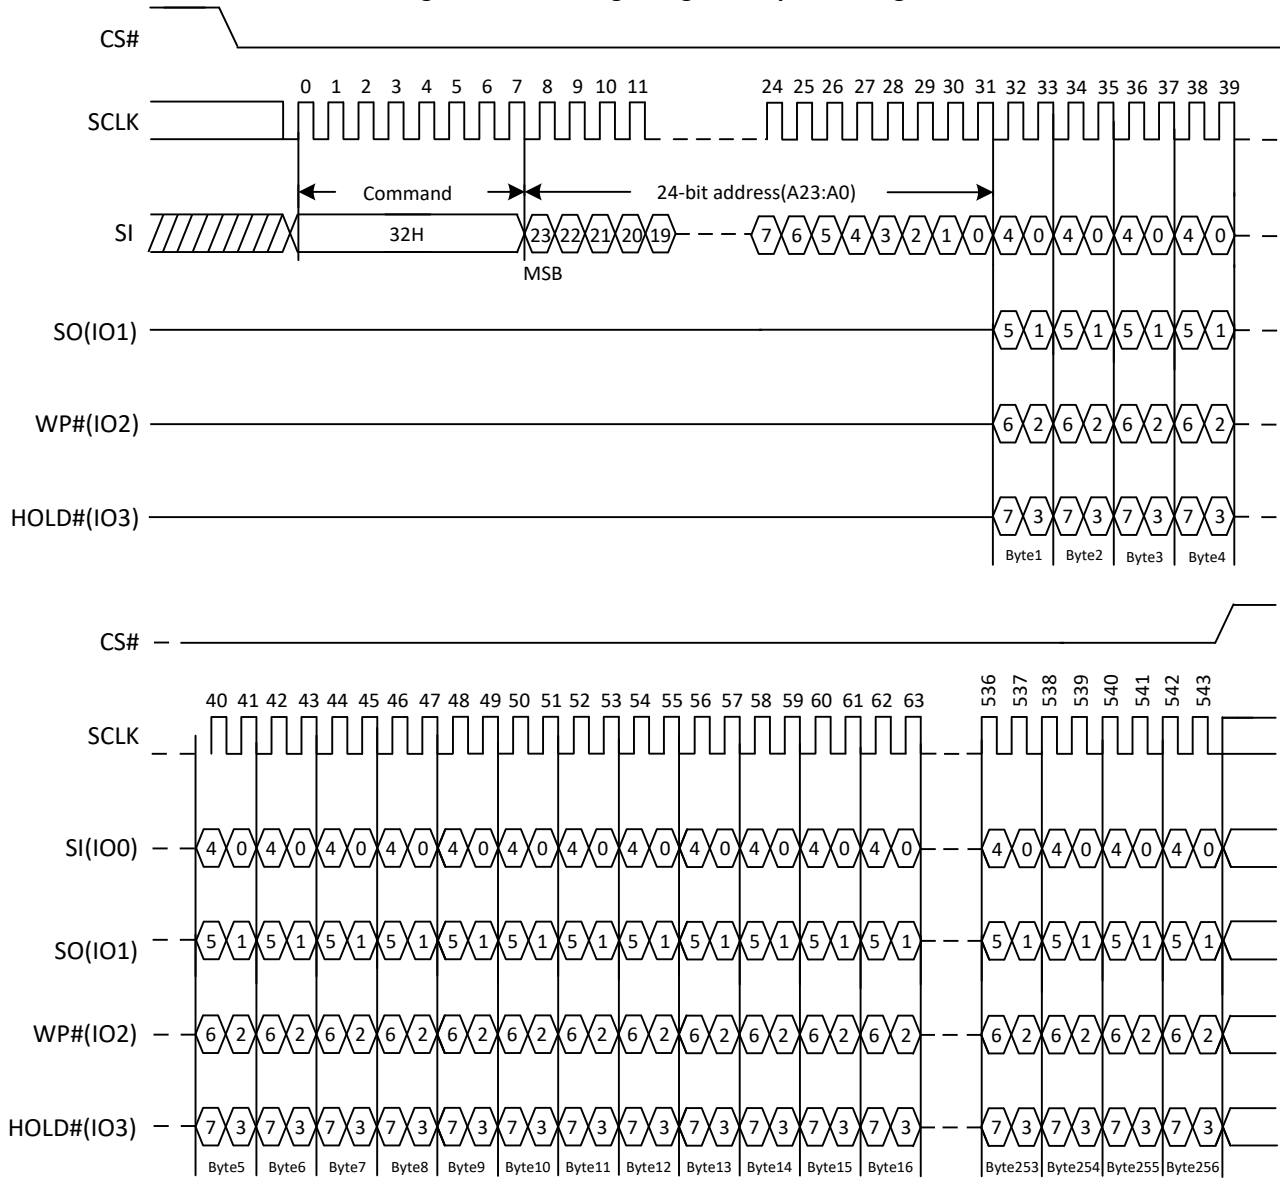 CS#
0 1 2 3 4 5 6 7 8 9 10 11 24 25 26 27 28 29 30 31 32 33 34 35 36 37 38 39
SCLK
Command 24-bit address(A23:A0)
SI 32H 23 22 21 20 19 7 6 5 4 3 2 1 0 4 0 4 0 4 0 4 0
MSB
SO(IO1) 5 1 5 1 5 1 5 1
WP#(IO2) 6 2 6 2 6 2 6 2
HOLD#(IO3) 7 3 7 3 7 3 7 3
Byte1 Byte2 Byte3 Byte4
CS#
40 41 42 43 44 45 46 47 48 49 50 51 52 53 54 55 56 57 58 59 60 61 62 63 536 537 538 539 540 541 542 543
SCLK
SI(IO0) 4 0 4 0 4 0 4 0 4 0 4 0 4 0 4 0 4 0 4 0 4 0 4 0 4 0 4 0 4 0 4 0
SO(IO1) 5 1 5 1 5 1 5 1 5 1 5 1 5 1 5 1 5 1 5 1 5 1 5 1 5 1 5 1 5 1 5 1
WP#(IO2) 6 2 6 2 6 2 6 2 6 2 6 2 6 2 6 2 6 2 6 2 6 2 6 2 6 2 6 2 6 2 6 2
HOLD#(IO3) 7 3 7 3 7 3 7 3 7 3 7 3 7 3 7 3 7 3 7 3 7 3 7 3 7 3 7 3 7 3 7 3
Byte5 Byte6 Byte7 Byte8 Byte9 Byte10 Byte11 Byte12 Byte13 Byte14 Byte15 Byte16 Byte253 Byte254 Byte255 Byte256